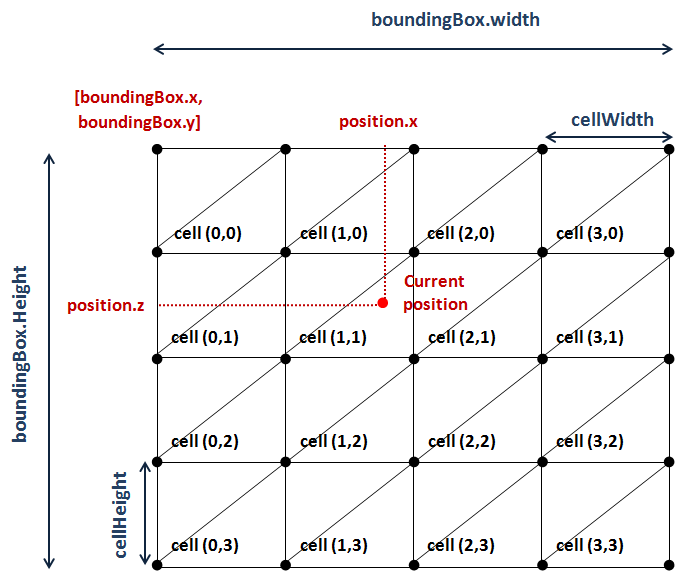 boundingBox.width
[boundingBox.x,
boundingBox.y]
position.x
cellWidth
cell (0,0)
cell (1,0)
cell (2,0)
cell (3,0)
boundingBox.Height
position.z
Current
position
cell (0,1)
cell (1,1)
cell (2,1)
cell (3,1)
cell (0,2)
cell (1,2)
cell (2,2)
cell (3,2)
cellHeight
cell (0,3)
cell (1,3)
cell (2,3)
cell (3,3)